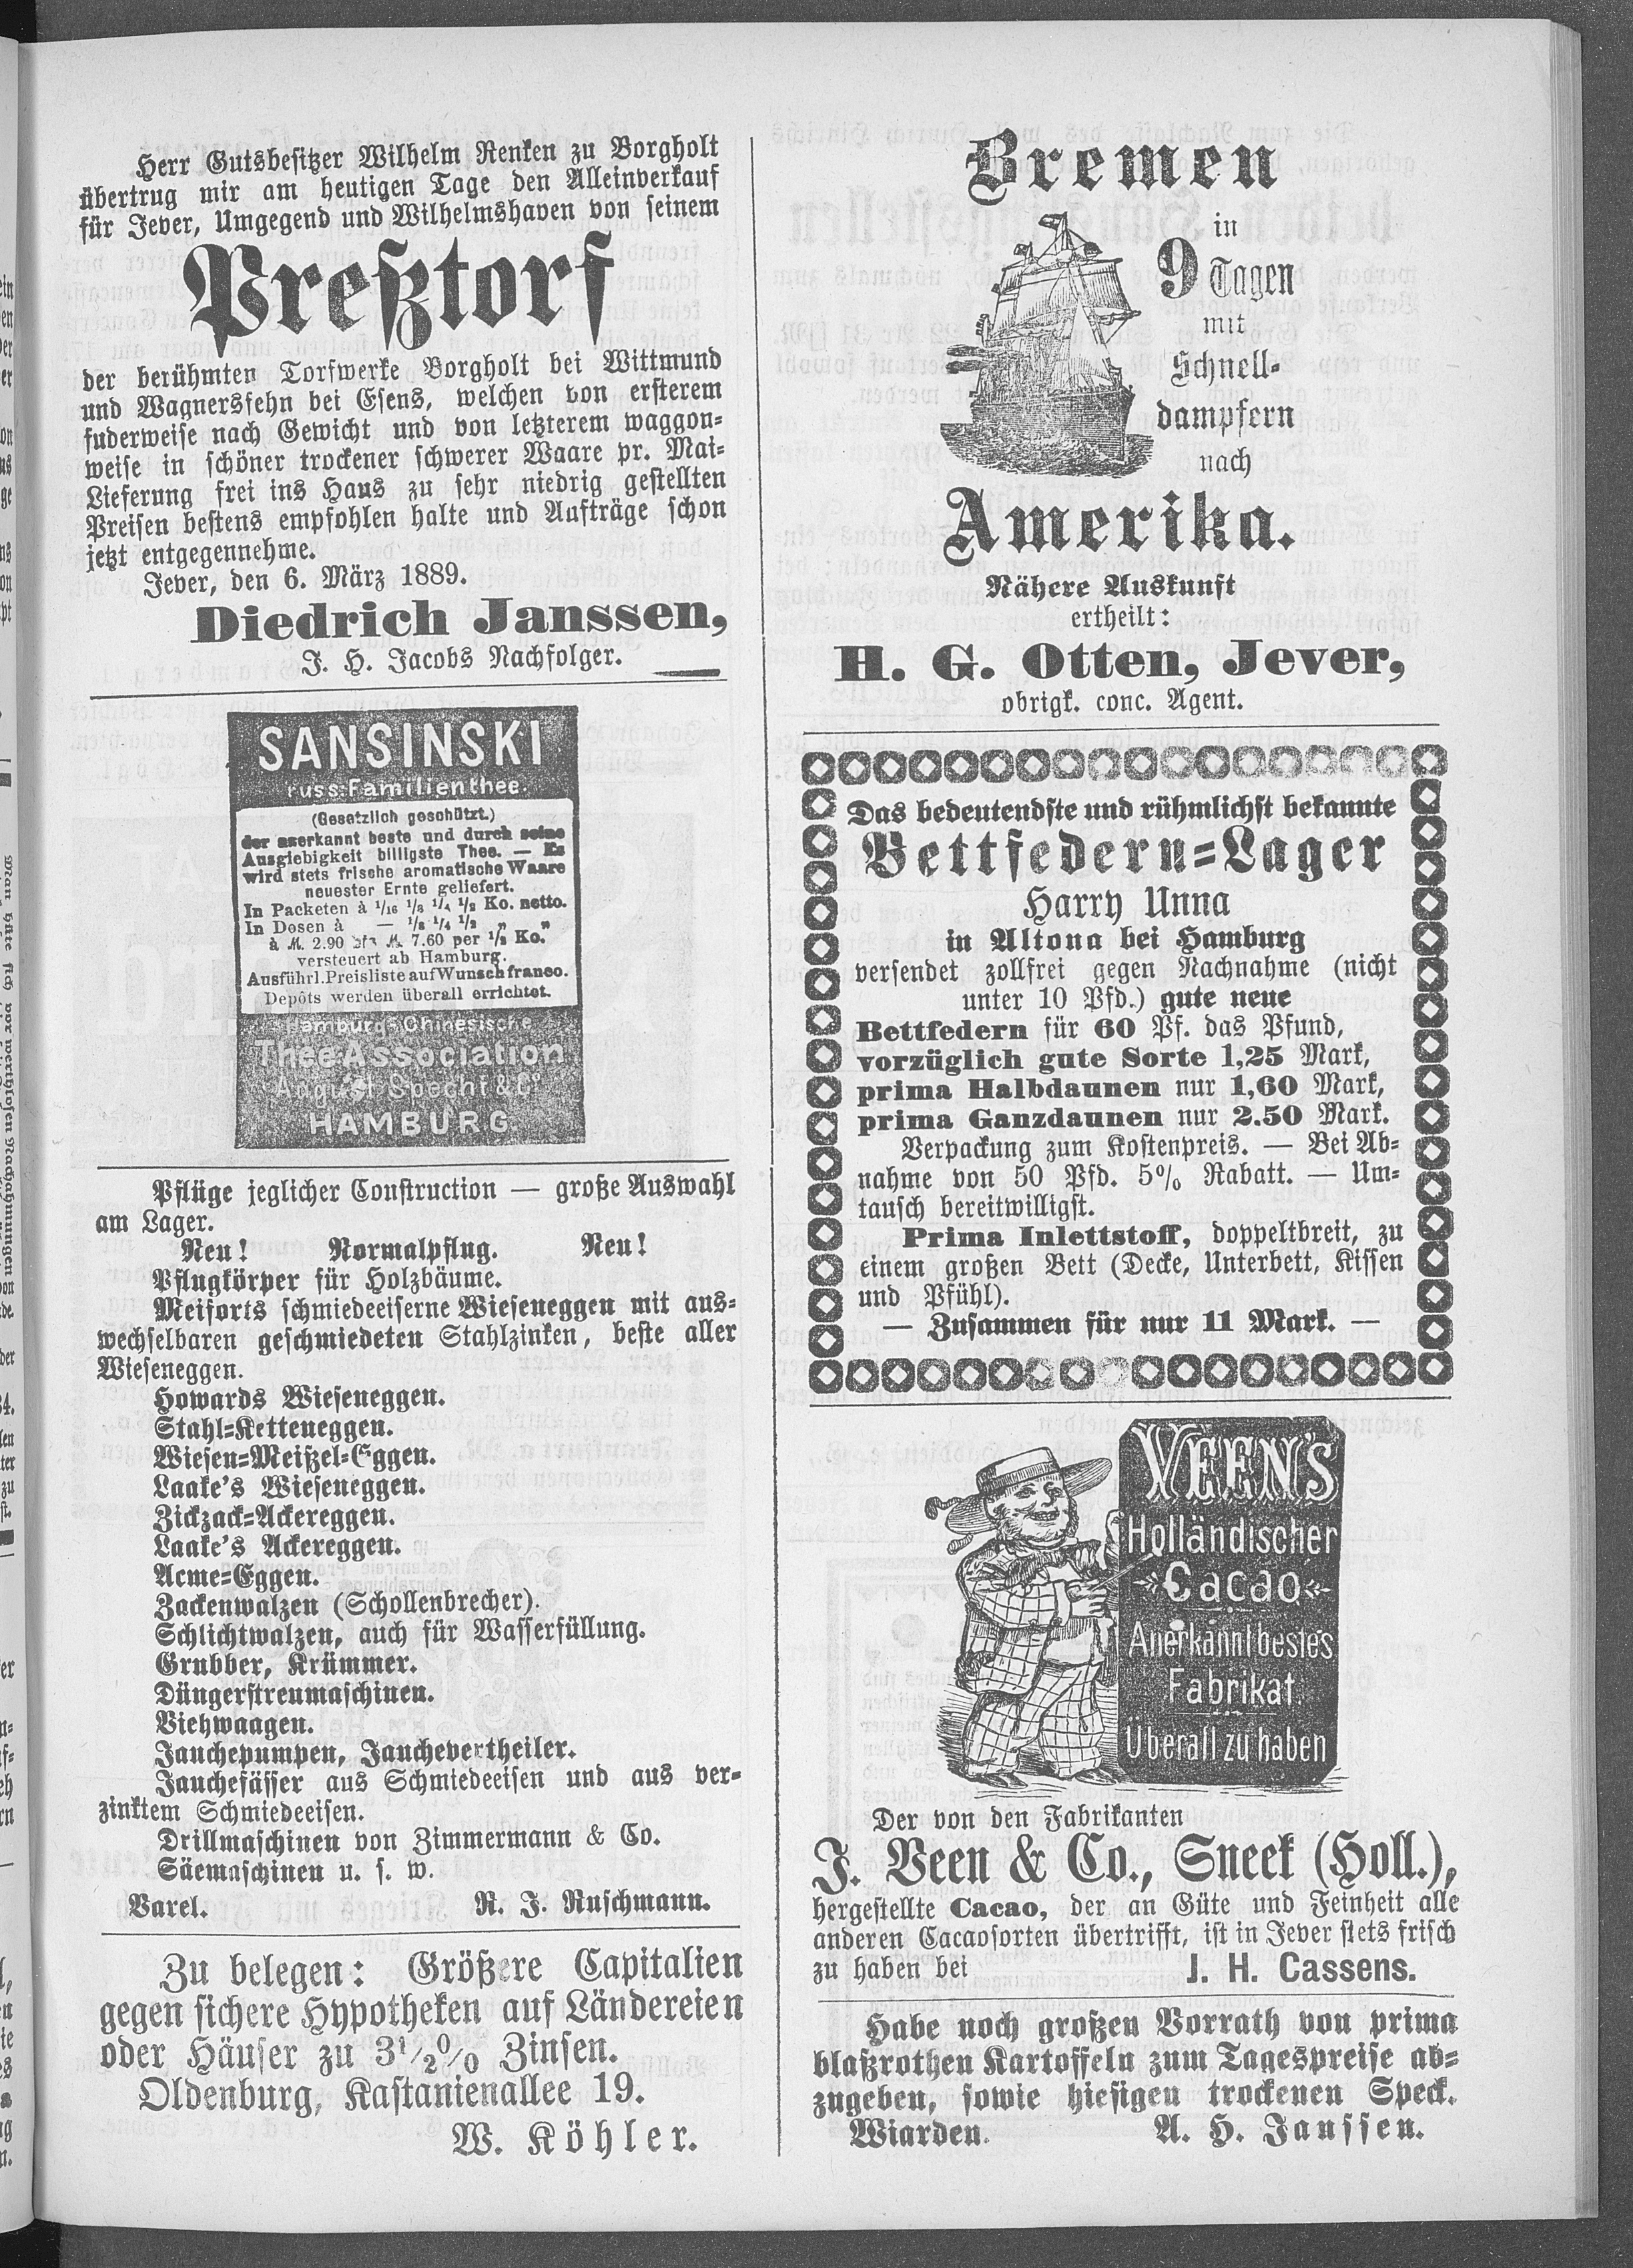 Herr Gutsbesitzer Wilhelm Renken zu Borgholt
übertrug mir am heutigen Tage den Alleinverkauf
für Jever, Umgegend und Wilhelmshaven von seinem
Preßtorf
der berühmten Torfwerke Borgholt bei Wittmund
und Wagnersfehn bei Esens, welchen von ersterem
fuderweise nach Gewicht und von letzterem waggon-
weise in schöner trockener schwerer Waare pr. Mai-
Lieferung frei ins Haus zu sehr niedrig gestellten
Preisen bestens empfohlen halte und Aufträge schon
jetzt entgegennehme.
Jever, den 6. März 1889.
Diedrich Janssen,
J. H. Jacobs Nachfolger.
SANSINSKI
russ. Familienthee.
(Gesetzlich geschützt.)
der anerkannt beste und durch seine
Ausgiebigkeit billigste Thee. — Es
wird stets frische aromatische Waare
neuester Ernte geliefert.
In Packeten à 1/16 1/8 1/4 1/2 Ko. netto.
In Dosen à — 1/8 1/4 1/2 „ „
à M. 2.90 bis M. 7.60 per 1/2 Ko.
versteuert ab Hamburg.
Ausführl. Preisliste auf Wunsch franco.
Depôts werden überall errichtet.
Hamburg-Chinesische
Thee-Association
August Specht & Co
HAMBURG
Pflüge jeglicher Construction — große Auswahl
am Lager.
Neu! Normalpflug. Neu!
Pflugkörper für Holzbäume.
Meiforts schmiedeeiserne Wieseneggen mit aus-
wechselbaren geschmiedeten Stahlzinken, beste aller
Wieseneggen.
Howards Wieseneggen.
Stahl-Ketteneggen.
Wiesen-Meißel-Eggen.
Laake's Wieseneggen.
Zickzack-Ackereggen.
Laake's Ackereggen.
Acme-Eggen.
Zackenwalzen (Schollenbrecher).
Schlichtwalzen, auch für Wasserfüllung.
Grubber, Krümmer.
Düngerstreumaschinen.
Viehwaagen.
Jauchepumpen, Jauchevertheiler.
Jauchefässer aus Schmiedeeisen und aus ver-
zinktem Schmiedeeisen.
Drillmaschinen von Zimmermann & Co.
Säemaschinen u. s. w.
Varel. R. J. Ruschmann.
Zu belegen: Größere Capitalien
gegen sichere Hypotheken auf Ländereien
oder Häuser zu 3½% Zinsen.
Oldenburg, Kastanienallee 19.
W. Köhler.
Bremen
in
9 Tagen
mit
Schnell-
dampfern
nach
Amerika.
Nähere Auskunft
ertheilt:
H. G. Otten, Jever,
obrigk. conc. Agent.
Das bedeutendste und rühmlichst bekannte
Bettfedern-Lager
Harry Unna
in Altona bei Hamburg
versendet zollfrei gegen Nachnahme (nicht
unter 10 Pfd.) gute neue
Bettfedern für 60 Pf. das Pfund,
vorzüglich gute Sorte 1,25 Mark,
prima Halbdaunen nur 1,60 Mark,
prima Ganzdaunen nur 2.50 Mark.
Verpackung zum Kostenpreis. — Bei Ab-
nahme von 50 Pfd. 5% Rabatt. — Um-
tausch bereitwilligst.
Prima Inlettstoff, doppeltbreit, zu
einem großen Bett (Decke, Unterbett, Kissen
und Pfühl).
— Zusammen für nur 11 Mark. —
VEEN'S
Holländischer
Cacao
Anerkannt bestes
Fabrikat
Überall zu haben
Der von den Fabrikanten
J. Veen & Co., Sneek (Holl.),
hergestellte Cacao, der an Güte und Feinheit alle
anderen Cacaosorten übertrifft, ist in Jever stets frisch
zu haben bei J. H. Cassens.
Habe noch großen Vorrath von prima
blaßrothen Kartoffeln zum Tagespreise ab-
zugeben, sowie hiesigen trockenen Speck.
Wiarden. A. H. Janssen.